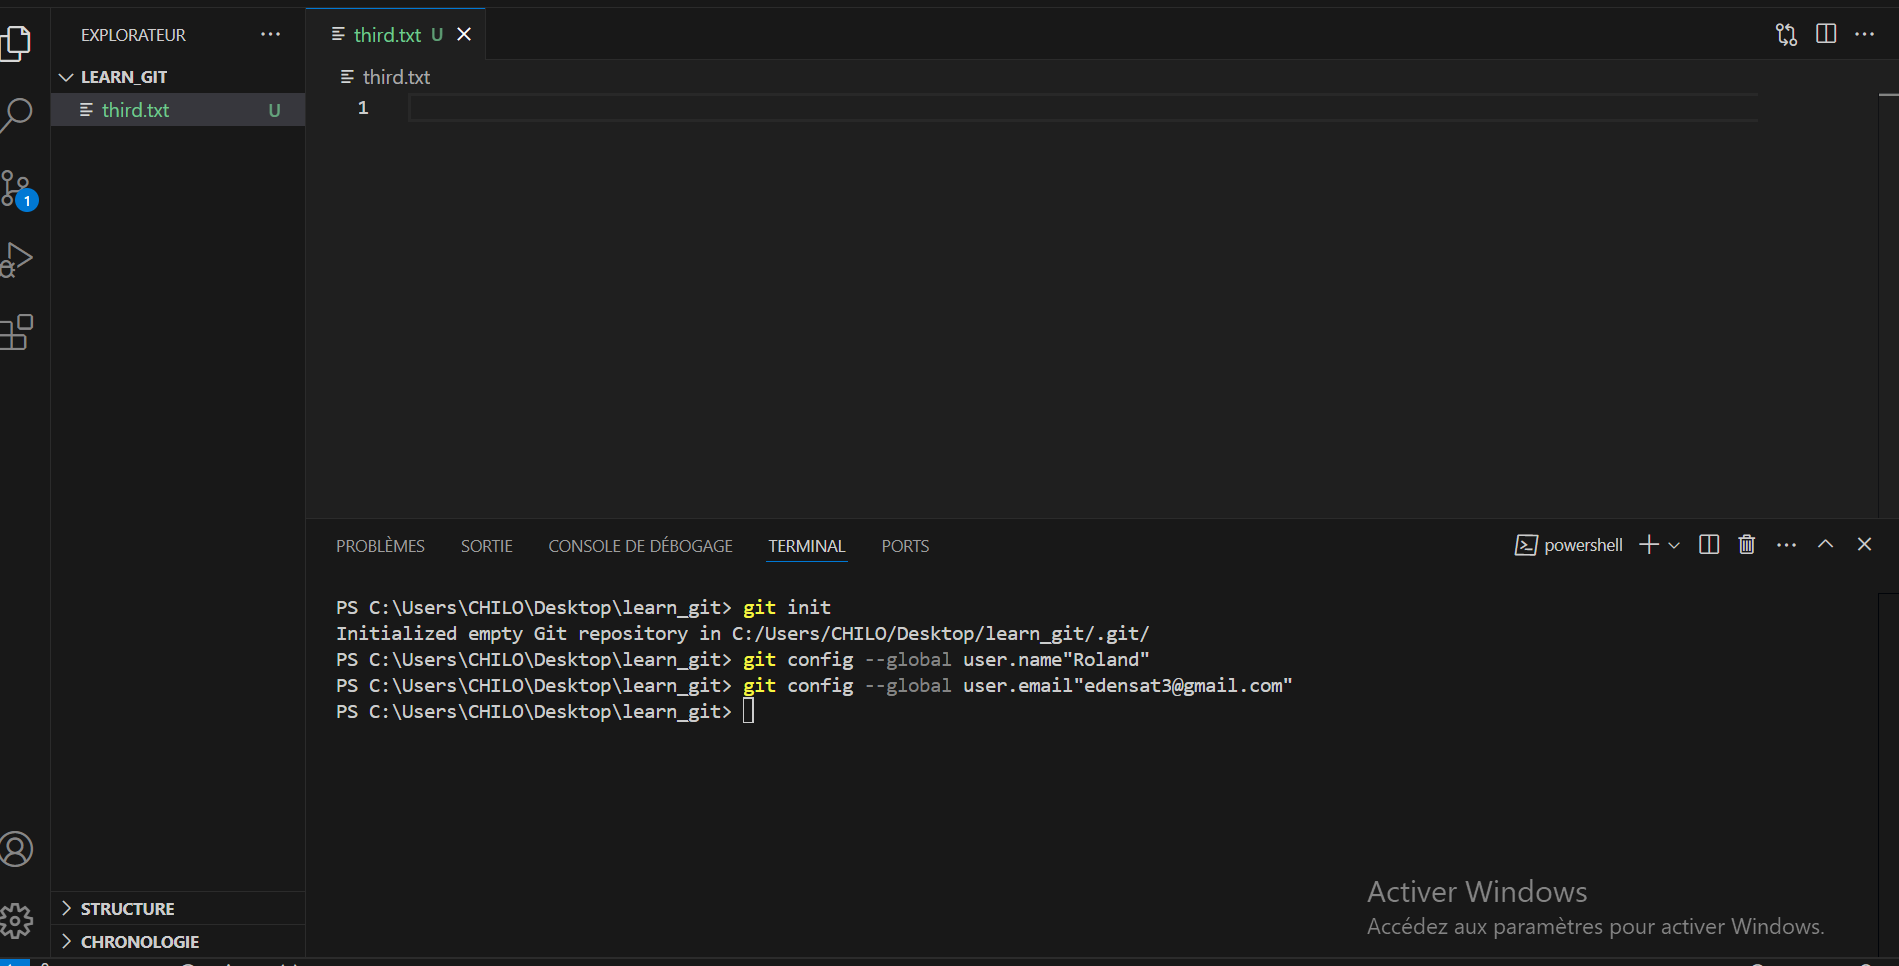 EXPLORATEUR
LEARN_GIT
third.txt U
1
STRUCTURE
CHRONOLOGIE
third.txt U
third.txt
1
PROBLÈMES SORTIE CONSOLE DE DÉBOGAGE TERMINAL PORTS
powershell
PS C:\Users\CHILO\Desktop\learn_git> git init
Initialized empty Git repository in C:/Users/CHILO/Desktop/learn_git/.git/
PS C:\Users\CHILO\Desktop\learn_git> git config --global user.name"Roland"
PS C:\Users\CHILO\Desktop\learn_git> git config --global user.email"edensat3@gmail.com"
PS C:\Users\CHILO\Desktop\learn_git>
Activer Windows
Accédez aux paramètres pour activer Windows.